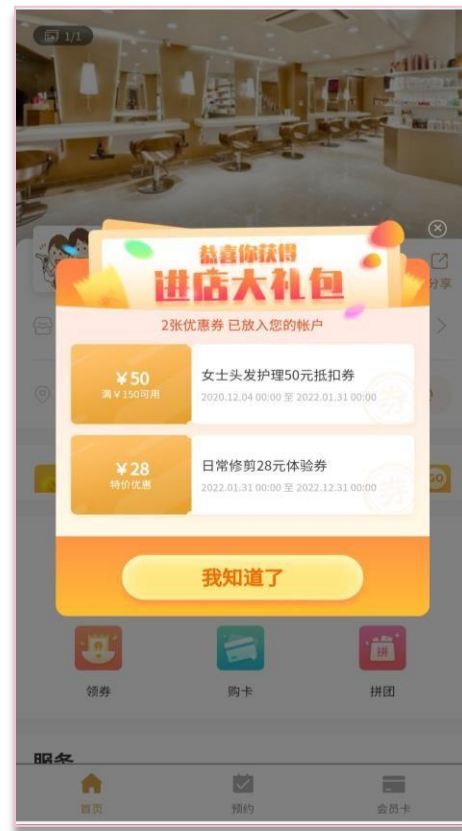 1/1
恭喜你获得
进店大礼包
分享
2张优惠券 已放入您的帐户
¥50
满¥150可用
女士头发护理50元抵扣券
2020.12.04 00:00 至 2022.01.31 00:00
券
¥28
特价优惠
日常修剪28元体验券
2022.01.31 00:00 至 2022.12.31 00:00
券
GO
我知道了
券
拼
领券
购卡
拼团
服务
首页
预约
会员卡